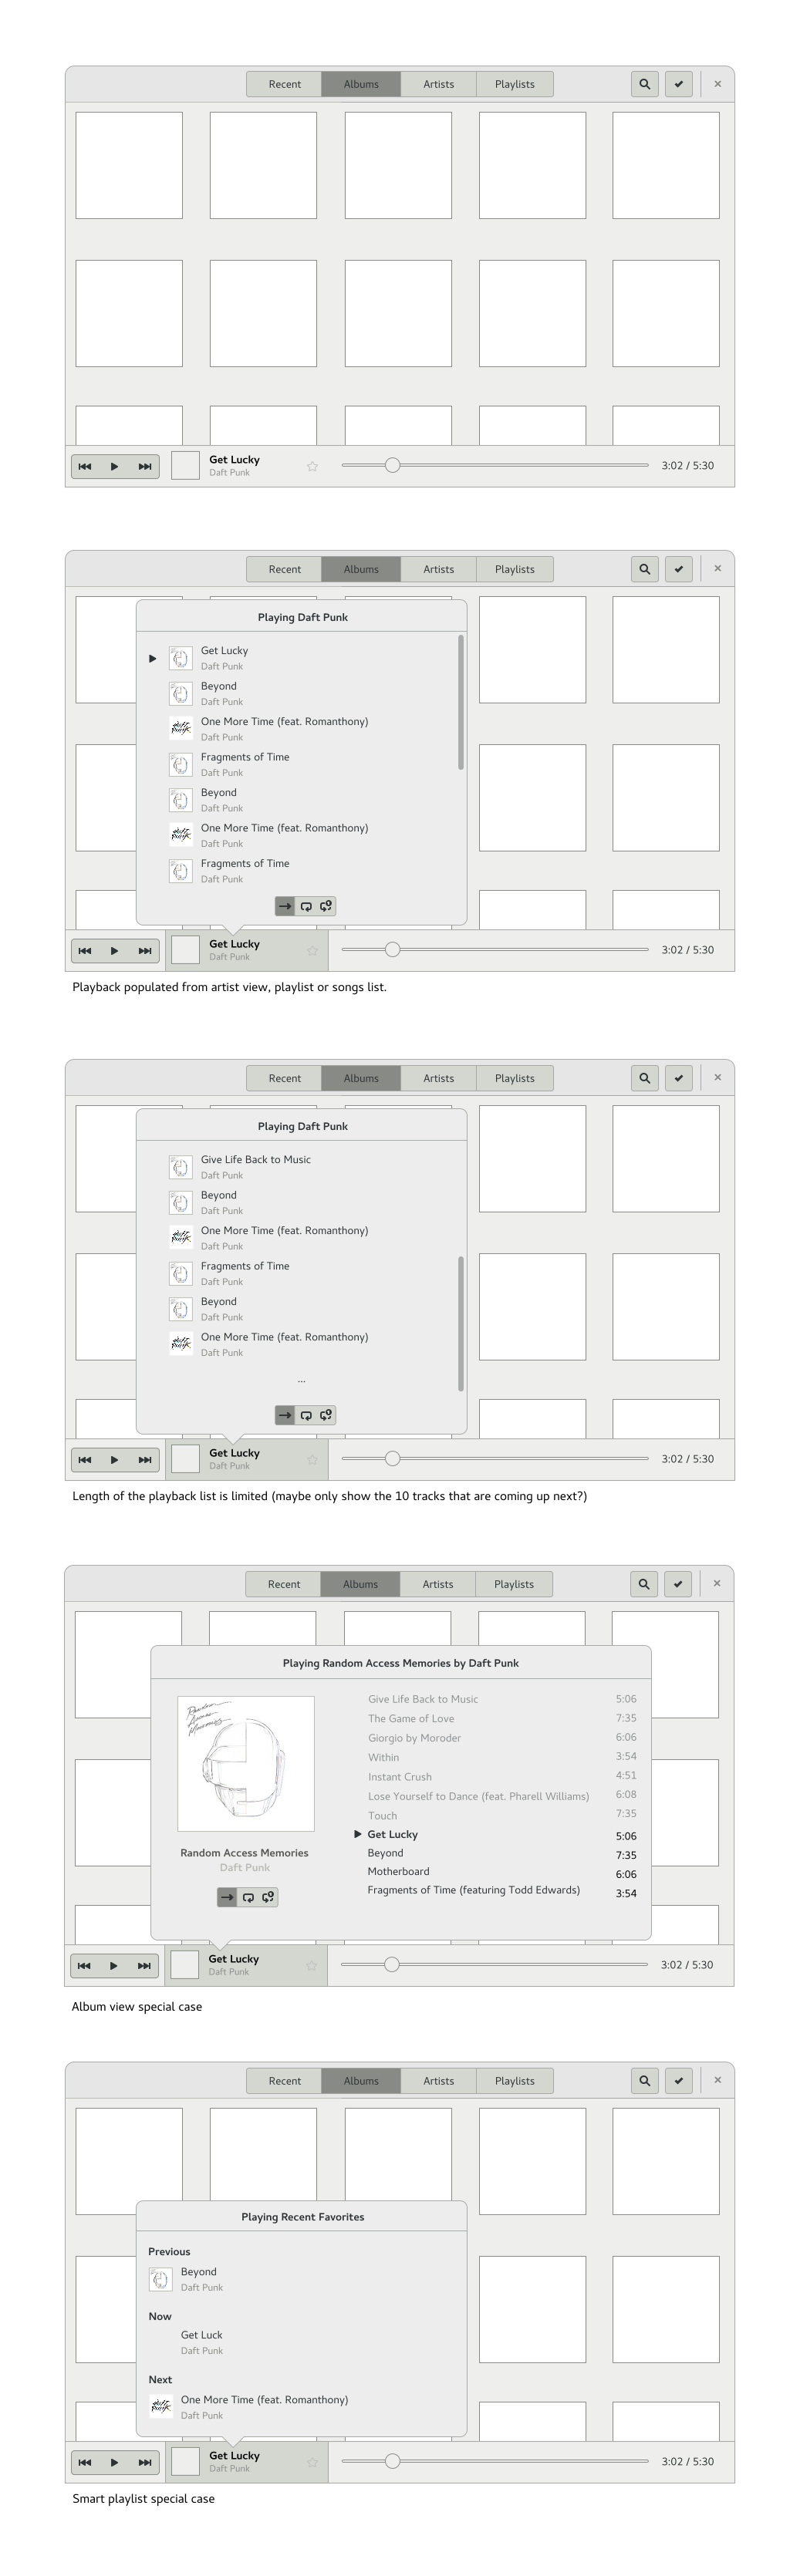 Recent Albums Artists Playlists
Get Lucky
Daft Punk
3:02 / 5:30
Recent Albums Artists Playlists
Playing Daft Punk
Get Lucky
Daft Punk
Beyond
Daft Punk
One More Time (feat. Romanthony)
Daft Punk
Fragments of Time
Daft Punk
Beyond
Daft Punk
One More Time (feat. Romanthony)
Daft Punk
Fragments of Time
Daft Punk
Get Lucky
Daft Punk
3:02 / 5:30
Playback populated from artist view, playlist or songs list.
Recent Albums Artists Playlists
Playing Daft Punk
Give Life Back to Music
Daft Punk
Beyond
Daft Punk
One More Time (feat. Romanthony)
Daft Punk
Fragments of Time
Daft Punk
Beyond
Daft Punk
One More Time (feat. Romanthony)
Daft Punk
...
Get Lucky
Daft Punk
3:02 / 5:30
Length of the playback list is limited (maybe only show the 10 tracks that are coming up next?)
Recent Albums Artists Playlists
Playing Random Access Memories by Daft Punk
Random
Access
Memories
Random Access Memories
Daft Punk
Give Life Back to Music 5:06
The Game of Love 7:35
Giorgio by Moroder 6:06
Within 3:54
Instant Crush 4:51
Lose Yourself to Dance (feat. Pharell Williams) 6:08
Touch 7:35
Get Lucky 5:06
Beyond 7:35
Motherboard 6:06
Fragments of Time (featuring Todd Edwards) 3:54
Get Lucky
Daft Punk
3:02 / 5:30
Album view special case
Recent Albums Artists Playlists
Playing Recent Favorites
Previous
Beyond
Daft Punk
Now
Get Luck
Daft Punk
Next
One More Time (feat. Romanthony)
Daft Punk
Get Lucky
Daft Punk
3:02 / 5:30
Smart playlist special case